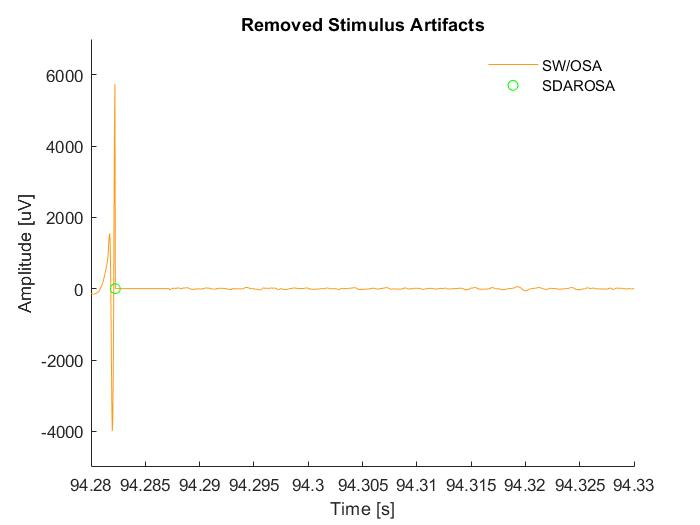 Removed Stimulus Artifacts
SW/OSA
SDAROSA
Amplitude [uV]
6000
4000
2000
0
-2000
-4000
94.28 94.285 94.29 94.295 94.3 94.305 94.31 94.315 94.32 94.325 94.33
Time [s]